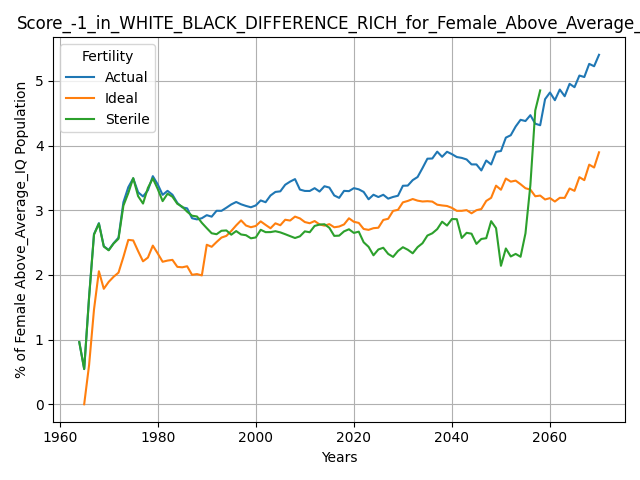 Score_-1_in_WHITE_BLACK_DIFFERENCE_RICH_for_Female_Above_Average_
% of Female Above_Average_IQ Population
Fertility
Actual
Ideal
Sterile
5
4
3
2
1
0
1960
1980
2000
2020
2040
2060
Years